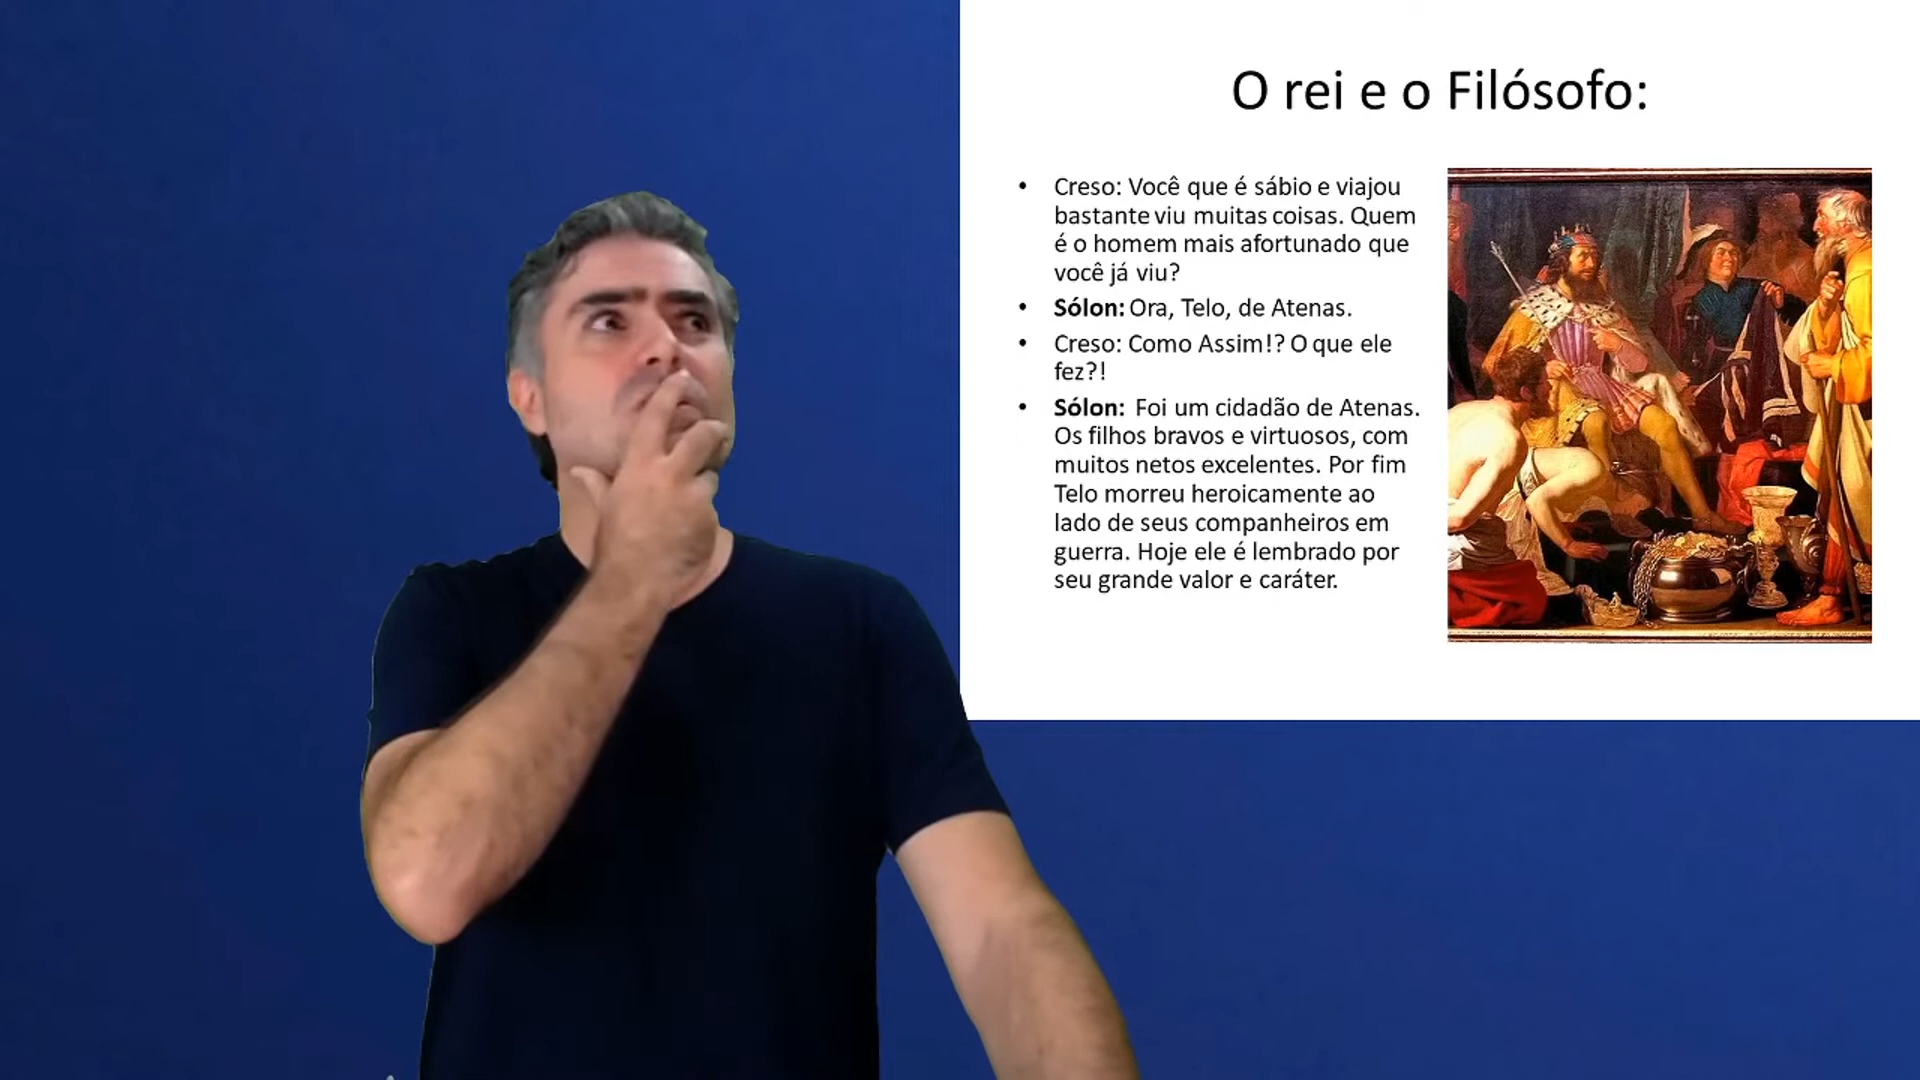 O rei e o Filósofo:
• Creso: Você que é sábio e viajou
bastante viu muitas coisas. Quem
é o homem mais afortunado que
você já viu?
• Sólon: Ora, Telo, de Atenas.
• Creso: Como Assim!? O que ele
fez?!
• Sólon: Foi um cidadão de Atenas.
Os filhos bravos e virtuosos, com
muitos netos excelentes. Por fim
Telo morreu heroicamente ao
lado de seus companheiros em
guerra. Hoje ele é lembrado por
seu grande valor e caráter.